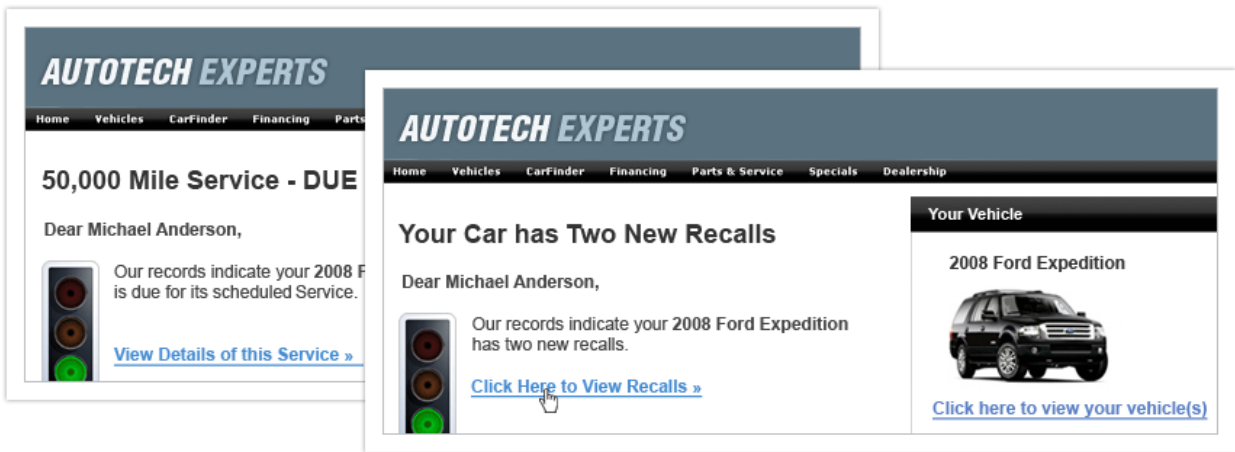 AUTOTECH EXPERTS
Home Vehicles CarFinder Financing Parts
50,000 Mile Service - DUE
Dear Michael Anderson,
Our records indicate your 2008 F
is due for its scheduled Service.
View Details of this Service »
AUTOTECH EXPERTS
Home Vehicles CarFinder Financing Parts & Service Specials Dealership
Your Car has Two New Recalls
Dear Michael Anderson,
Our records indicate your 2008 Ford Expedition
has two new recalls.
Click Here to View Recalls »
Your Vehicle
2008 Ford Expedition
Click here to view your vehicle(s)